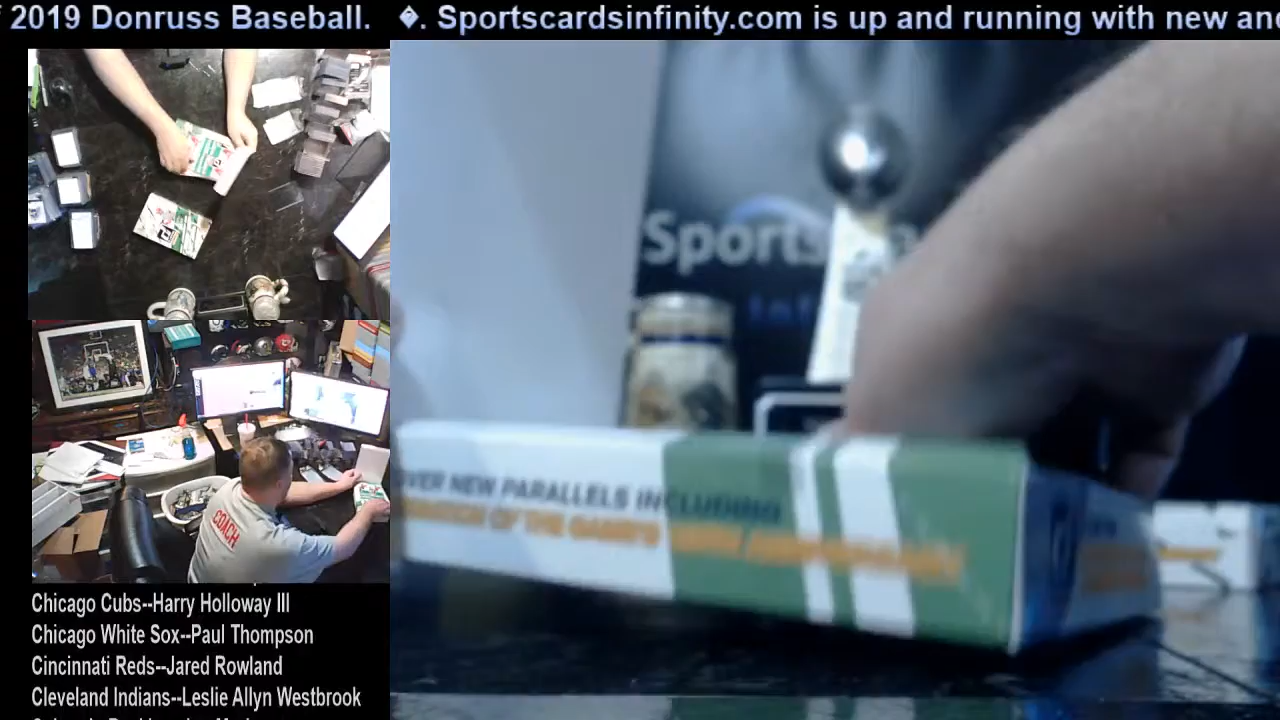 2019 Donruss Baseball. �. Sportscardsinfinity.com is up and running with new and
Sports
COACH
OVER NEW PARALLELS INCLUDING
Chicago Cubs--Harry Holloway III
Chicago White Sox--Paul Thompson
Cincinnati Reds--Jared Rowland
Cleveland Indians--Leslie Allyn Westbrook